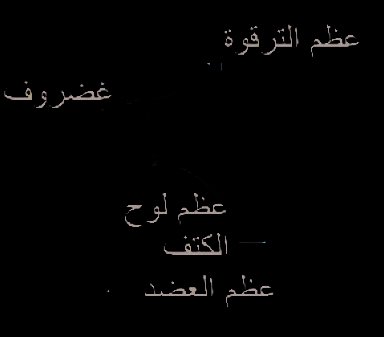 عظم الترقوة
غضروف
عظم لوح
الكتف
عظم العضد